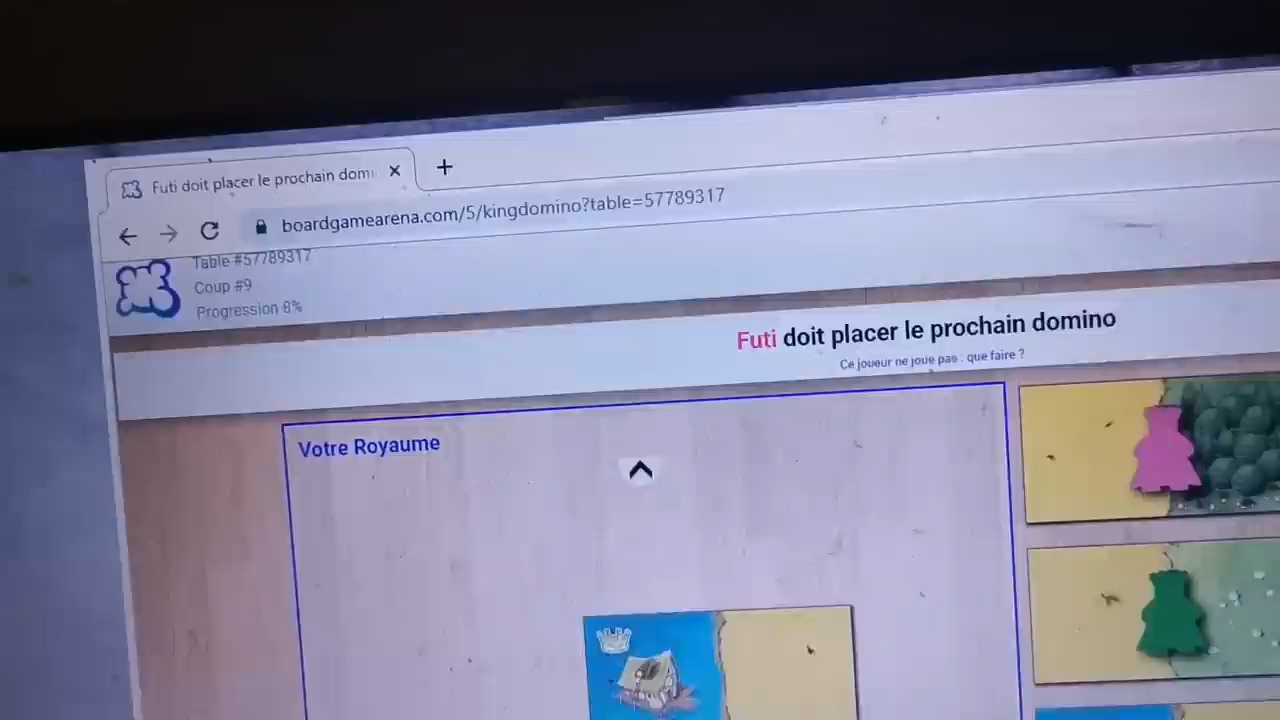 Futi doit placer le prochain dom
boardgamearena.com/5/kingdomino?table=57789317
Table #57789317
Coup #9
Progression 8%
Futi doit placer le prochain domino
Ce joueur ne joue pas : que faire ?
Votre Royaume